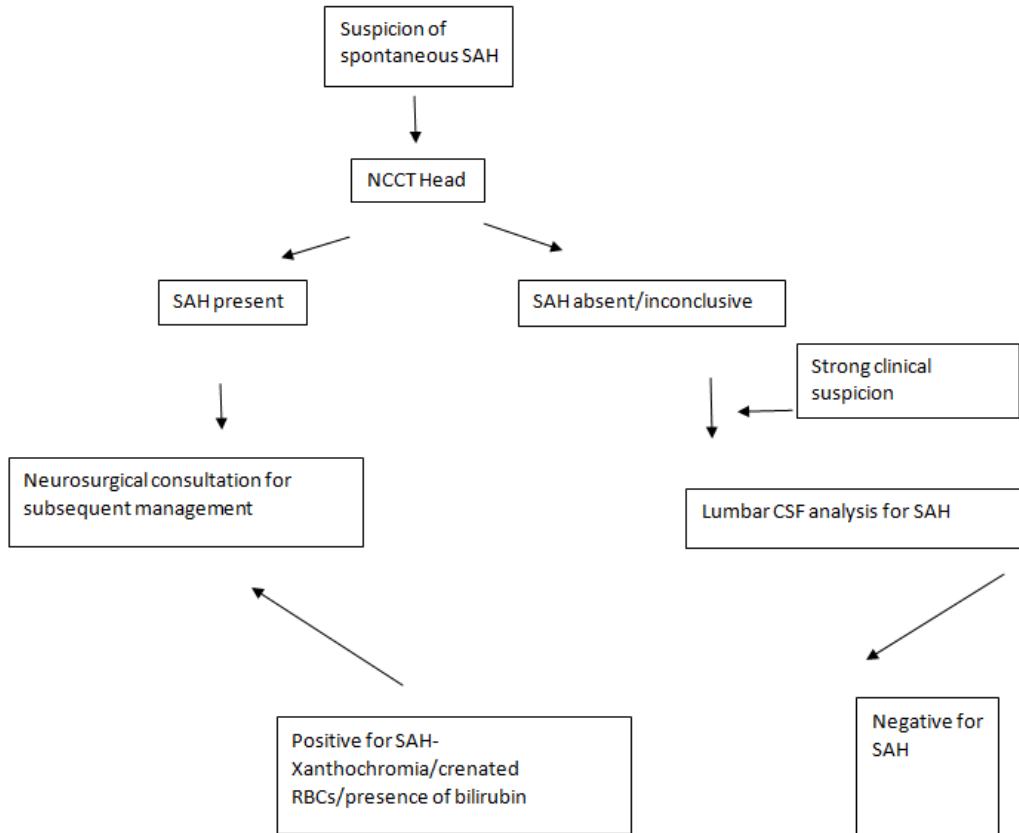 Suspicion of
spontaneous SAH
NCCT Head
SAH present
SAH absent/inconclusive
Strong clinical
suspicion
Neurosurgical consultation for
subsequent management
Lumbar CSF analysis for SAH
Positive for SAH-
Xanthochromia/crenated
RBCs/presence of bilirubin
Negative for
SAH